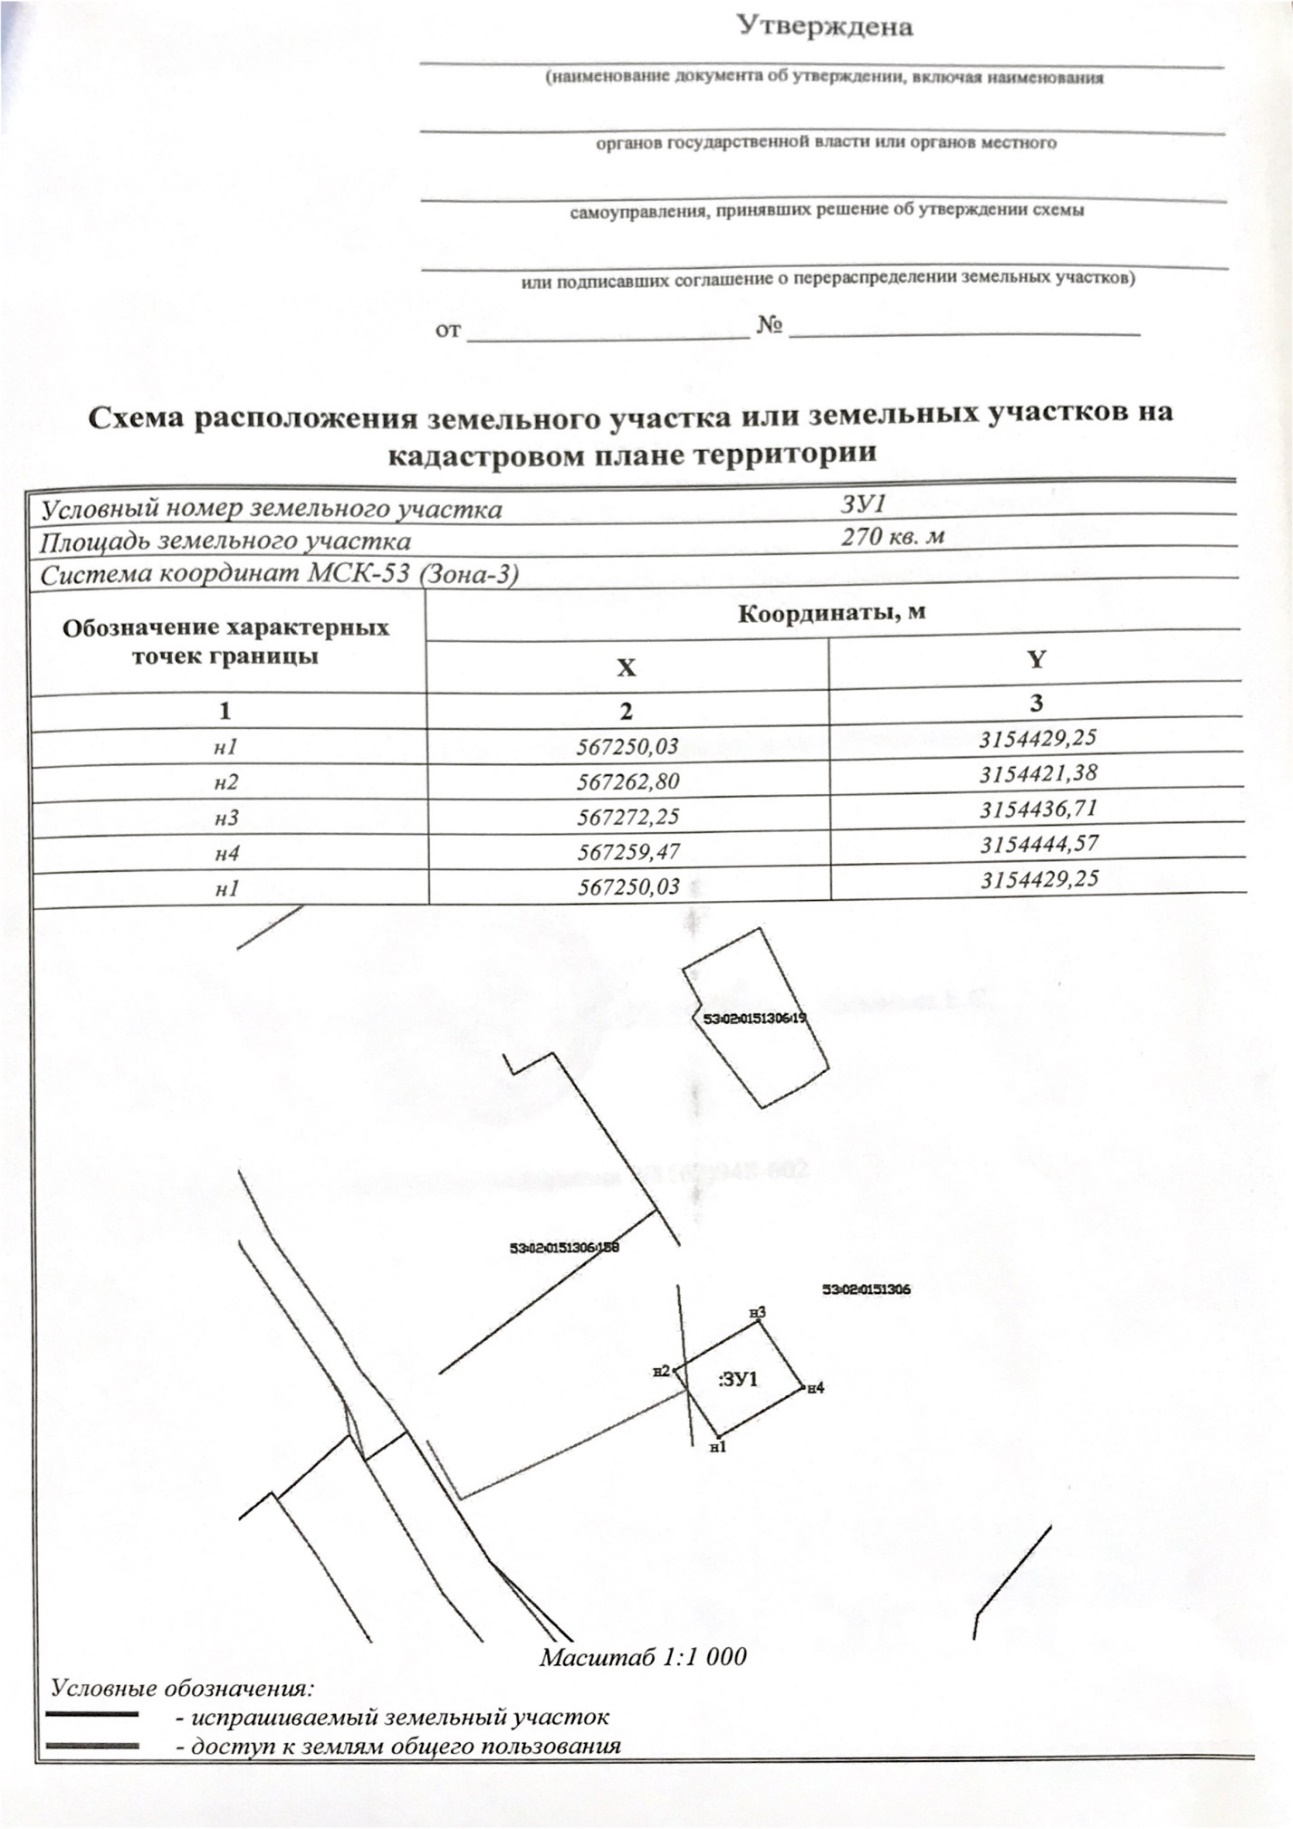 Утверждена
(наименование документа об утверждении, включая наименования
органов государственной власти или органов местного
самоуправления, принявших решение об утверждении схемы
или подписавших соглашение о перераспределении земельных участков)
от № 
Схема расположения земельного участка или земельных участков на
кадастровом плане территории
Условный номер земельного участка ЗУ1
Площадь земельного участка 270 кв. м
Система координат МСК-53 (Зона-3)
Обозначение характерных точек границы Координаты, м
X Y
1 2 3
н1 567250,03 3154429,25
н2 567262,80 3154421,38
н3 567272,25 3154436,71
н4 567259,47 3154444,57
н1 567250,03 3154429,25
53:02:0151306:19
53:02:0151306:158
53:02:0151306
н3
н2
:ЗУ1
н4
н1
Масштаб 1:1 000
Условные обозначения:
- испрашиваемый земельный участок
- доступ к землям общего пользования